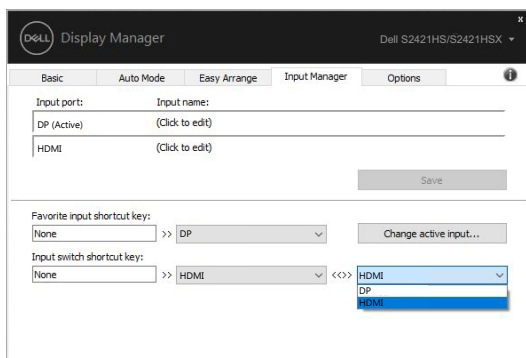 x
DELL Display Manager Dell S2421HS/S2421HSX
Basic Auto Mode Easy Arrange Input Manager Options i
Input port: Input name:
DP (Active) (Click to edit)
HDMI (Click to edit)
Save
Favorite input shortcut key:
None >> DP Change active input...
Input switch shortcut key:
None >> HDMI <<>> HDMI
DP
HDMI